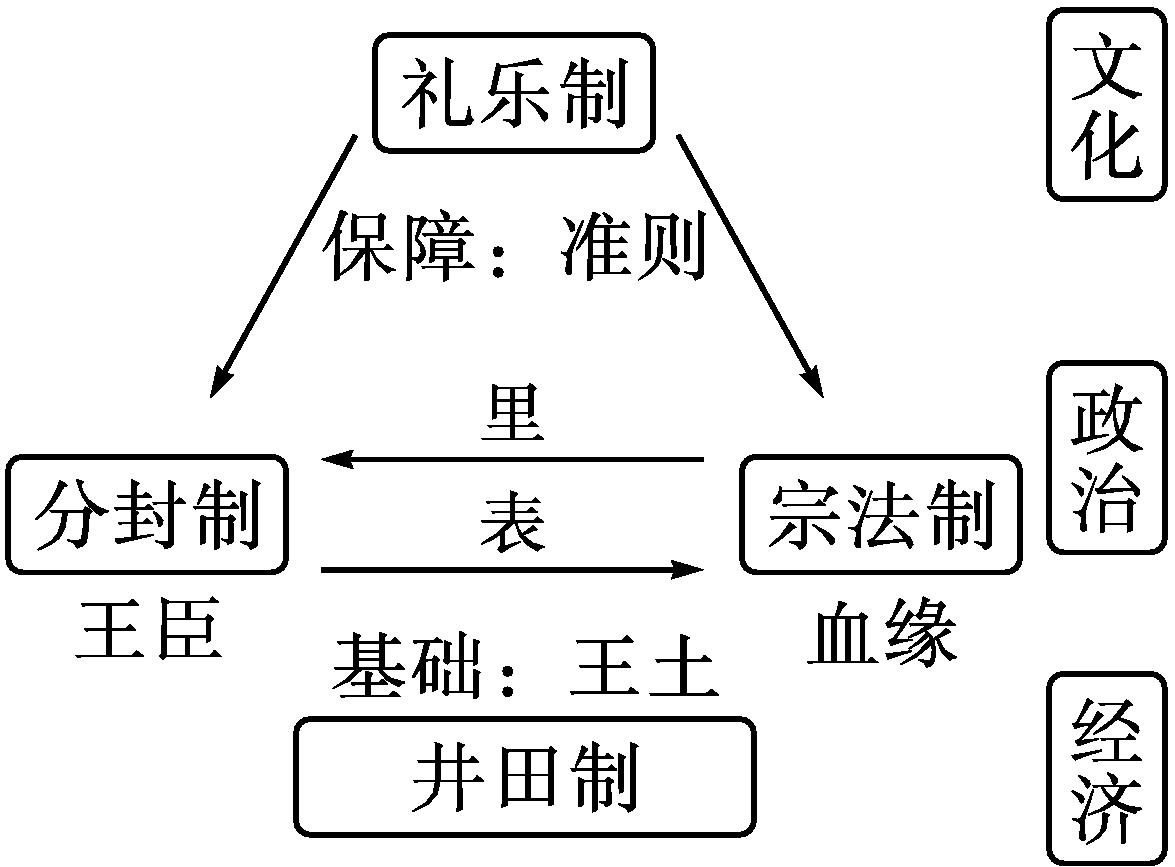 礼乐制
文化
保障：准则
里
政治
分封制
宗法制
表
王臣
血缘
基础：王土
经济
井田制